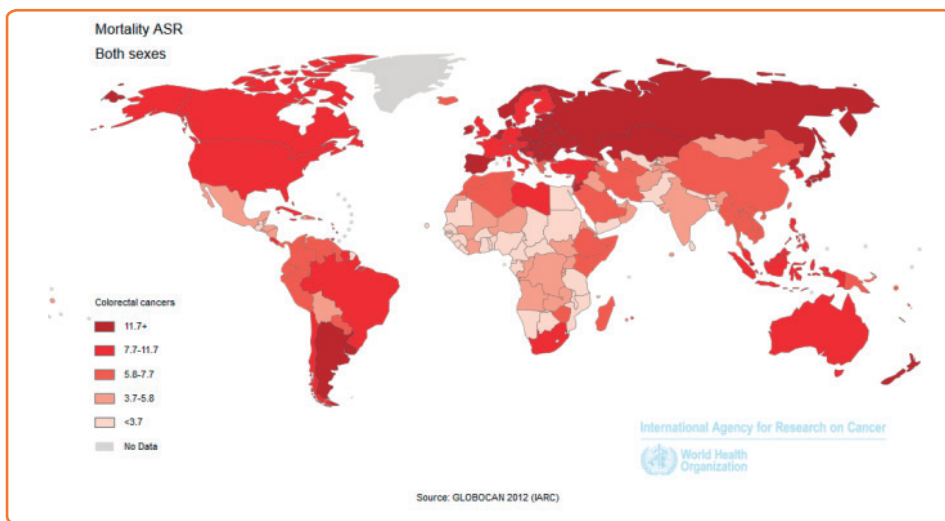 Mortality ASR
Both sexes
Colorectal cancers
11.7+
7.7-11.7
5.8-7.7
3.7-5.8
<3.7
No Data
International Agency for Research on Cancer
World Health
Organization
Source: GLOBOCAN 2012 (IARC)